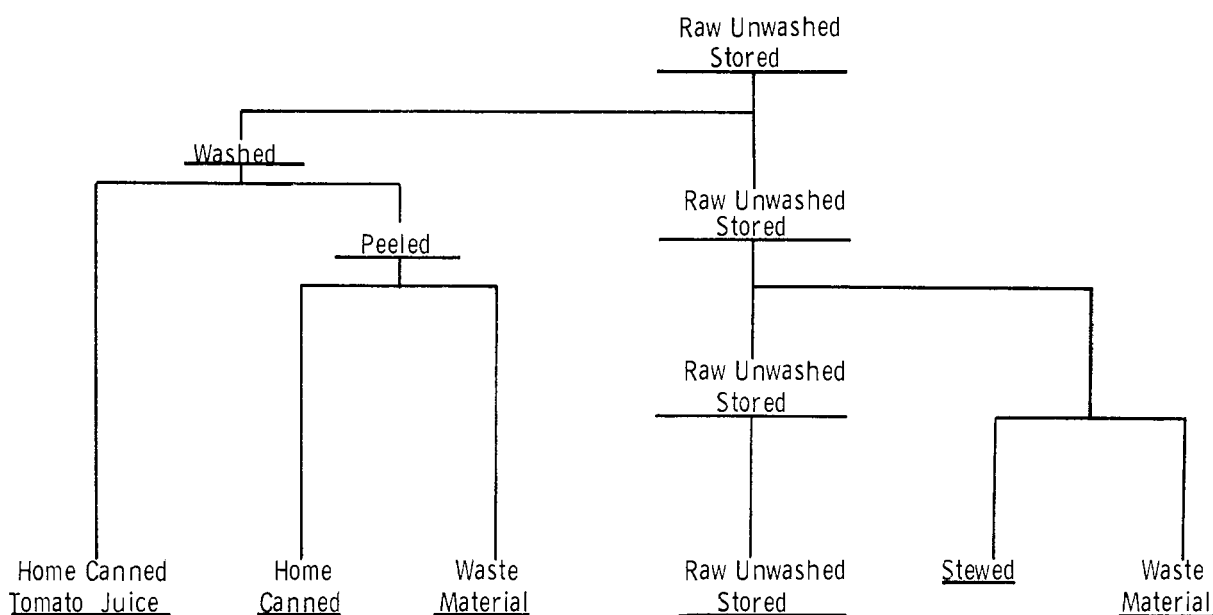 Raw Unwashed
Stored
Washed
Raw Unwashed
Stored
Peeled
Raw Unwashed
Stored
Home Canned
Tomato Juice
Home
Canned
Waste
Material
Raw Unwashed
Stored
Stewed
Waste
Material